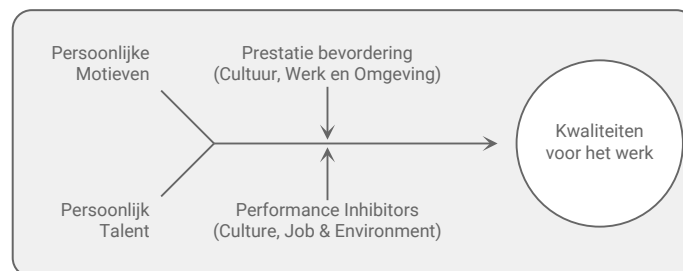 Persoonlijke
Motieven
Prestatie bevordering
(Cultuur, Werk en Omgeving)
Kwaliteiten
voor het werk
Persoonlijk
Talent
Performance Inhibitors
(Culture, Job & Environment)